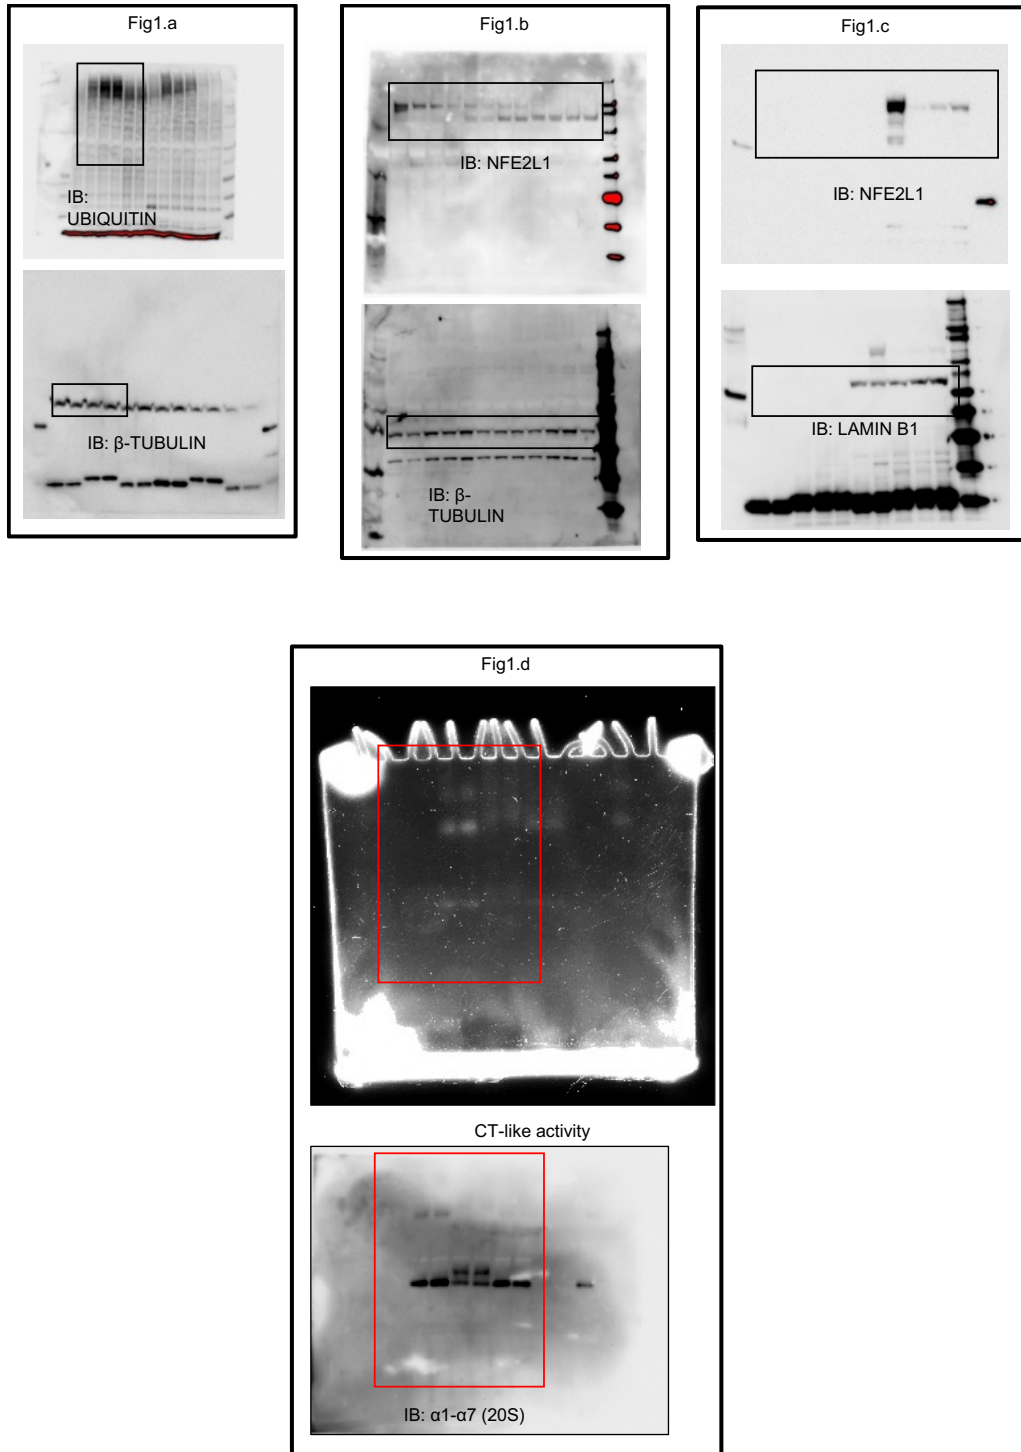 Fig1.a
IB:
UBIQUITIN
IB: β-TUBULIN
Fig1.b
IB: NFE2L1
IB: β-
TUBULIN
Fig1.c
IB: NFE2L1
IB: LAMIN B1
Fig1.d
CT-like activity
IB: α1-α7 (20S)